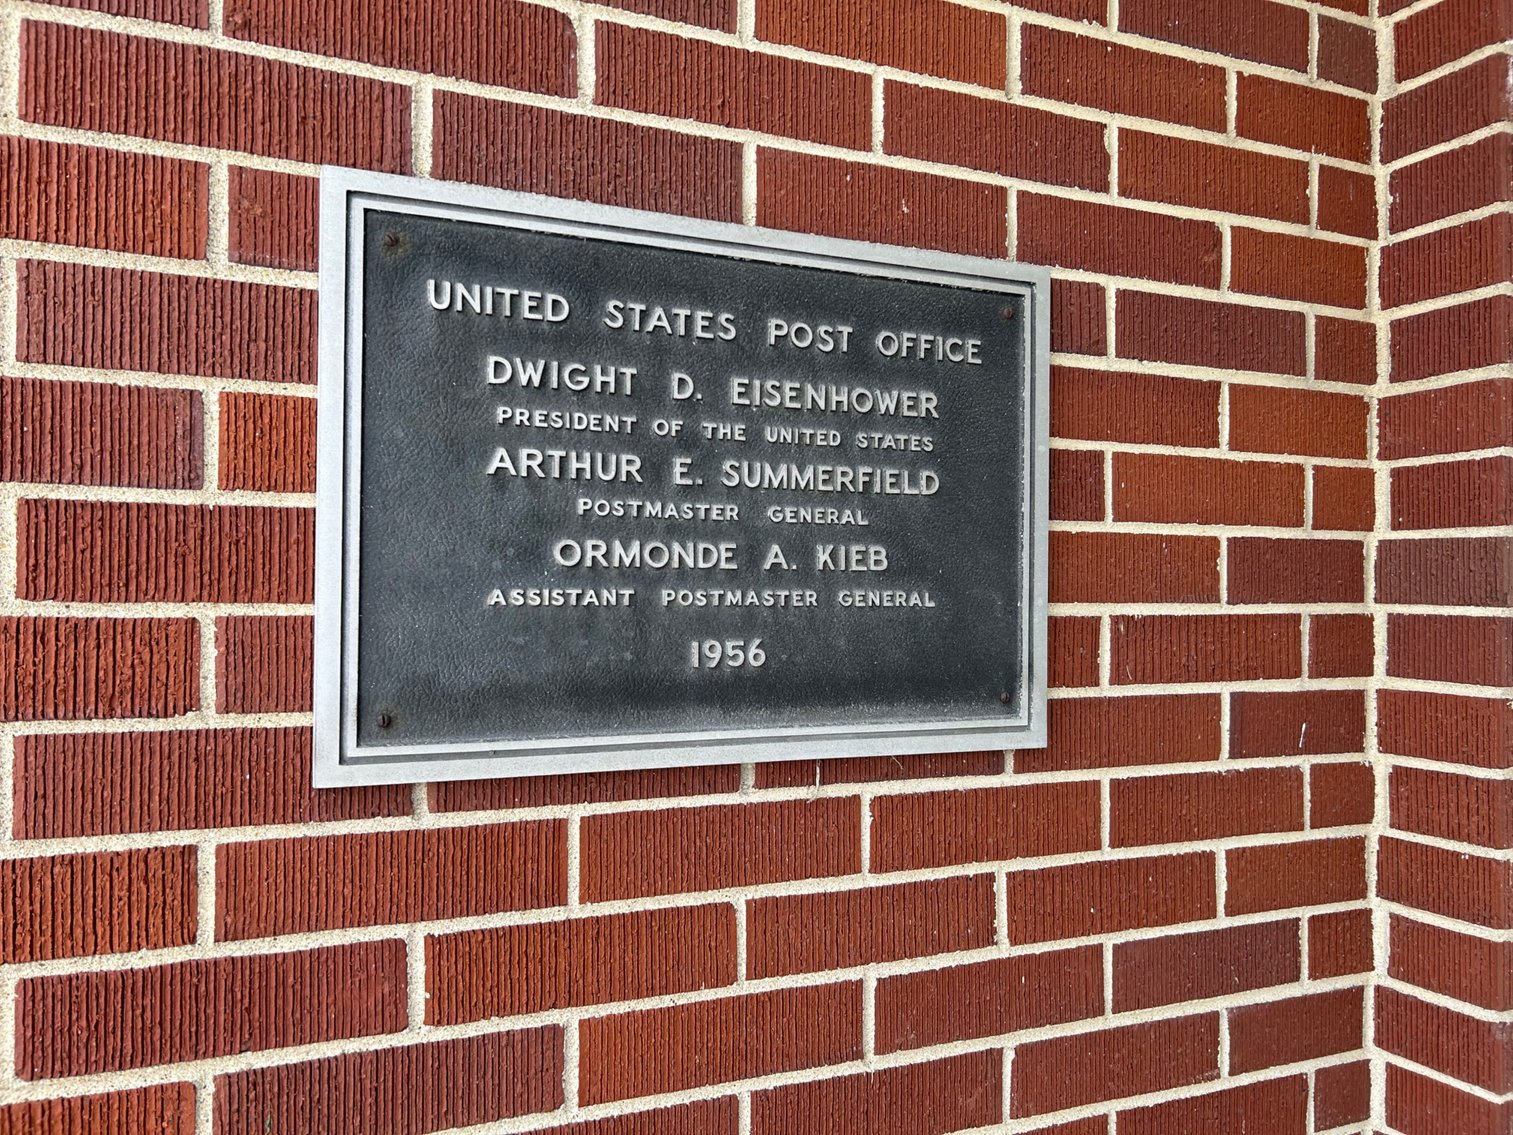 UNITED STATES POST OFFICE
DWIGHT D. EISENHOWER
PRESIDENT OF THE UNITED STATES
ARTHUR E. SUMMERFIELD
POSTMASTER GENERAL
ORMONDE A. KIEB
ASSISTANT POSTMASTER GENERAL
1956